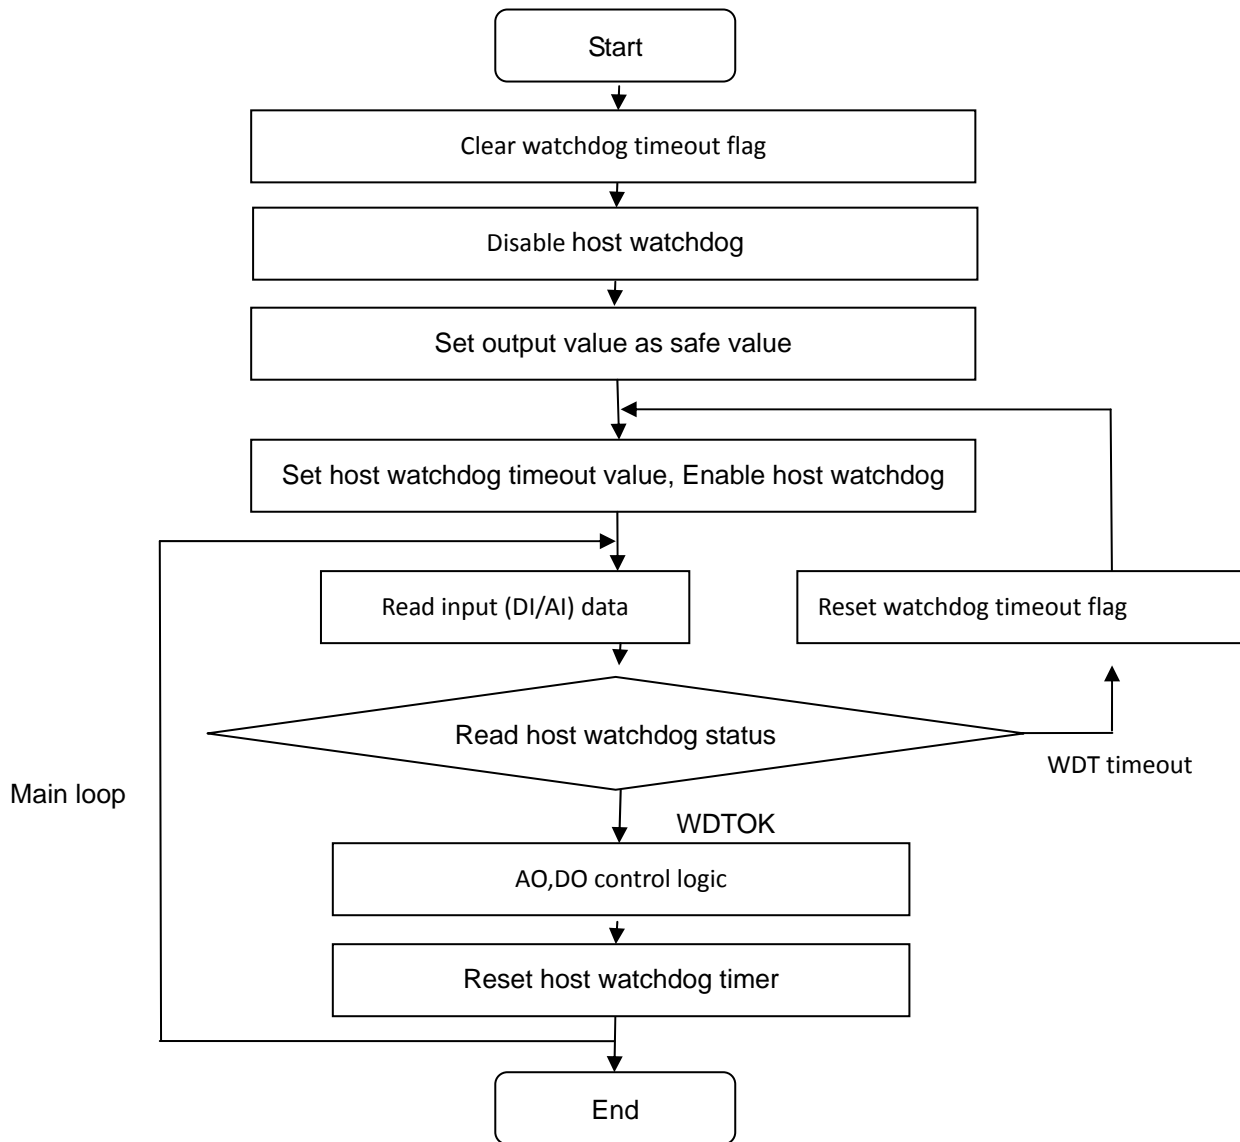 Start
Clear watchdog timeout flag
Disable host watchdog
Set output value as safe value
Set host watchdog timeout value, Enable host watchdog
Read input (DI/AI) data
Reset watchdog timeout flag
Read host watchdog status
WDT timeout
Main loop
WDTOK
AO,DO control logic
Reset host watchdog timer
End